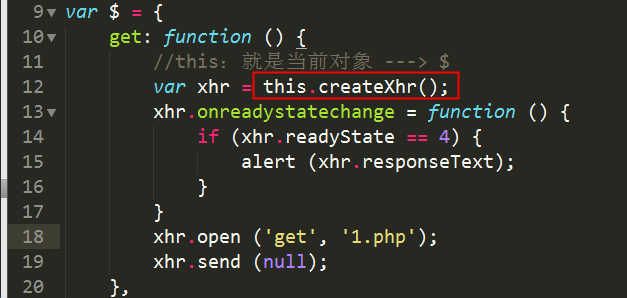 9 var $ = {
10 get: function () {
11 //this：就是当前对象 ---> $
12 var xhr = this.createXhr();
13 xhr.onreadystatechange = function () {
14 if (xhr.readyState == 4) {
15 alert (xhr.responseText);
16 }
17 }
18 xhr.open ('get', '1.php');
19 xhr.send (null);
20 },